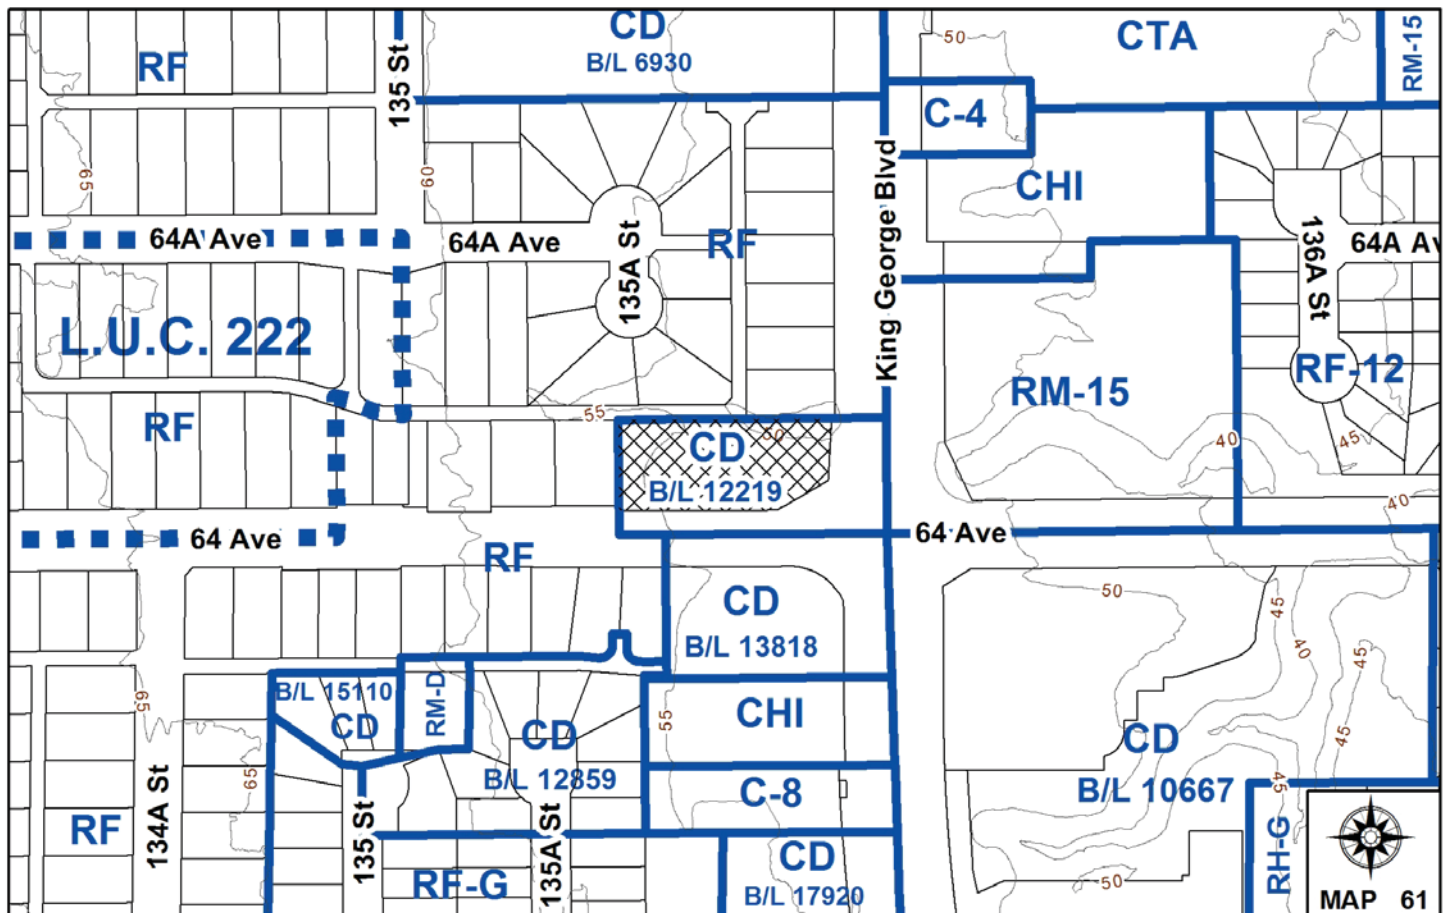 CD
B/L 6930
50
CTA
RM-15
RF
135 St
C-4
65
60
King George Blvd
CHI
64A Ave
64A Ave
135A St
RF
136A St
64A Av
L.U.C. 222
RF-12
RM-15
RF
55
CD
50
40
45
B/L 12219
40
64 Ave
64 Ave
RF
CD
50
45
B/L 13818
40
45
B/L 15110
CD
RM-D
65
CD
55
CHI
CD
45
65
B/L 12859
C-8
B/L 10667
45
RF
134A St
135 St
135A St
RF-G
CD
B/L 17920
50
RH-G
MAP 61